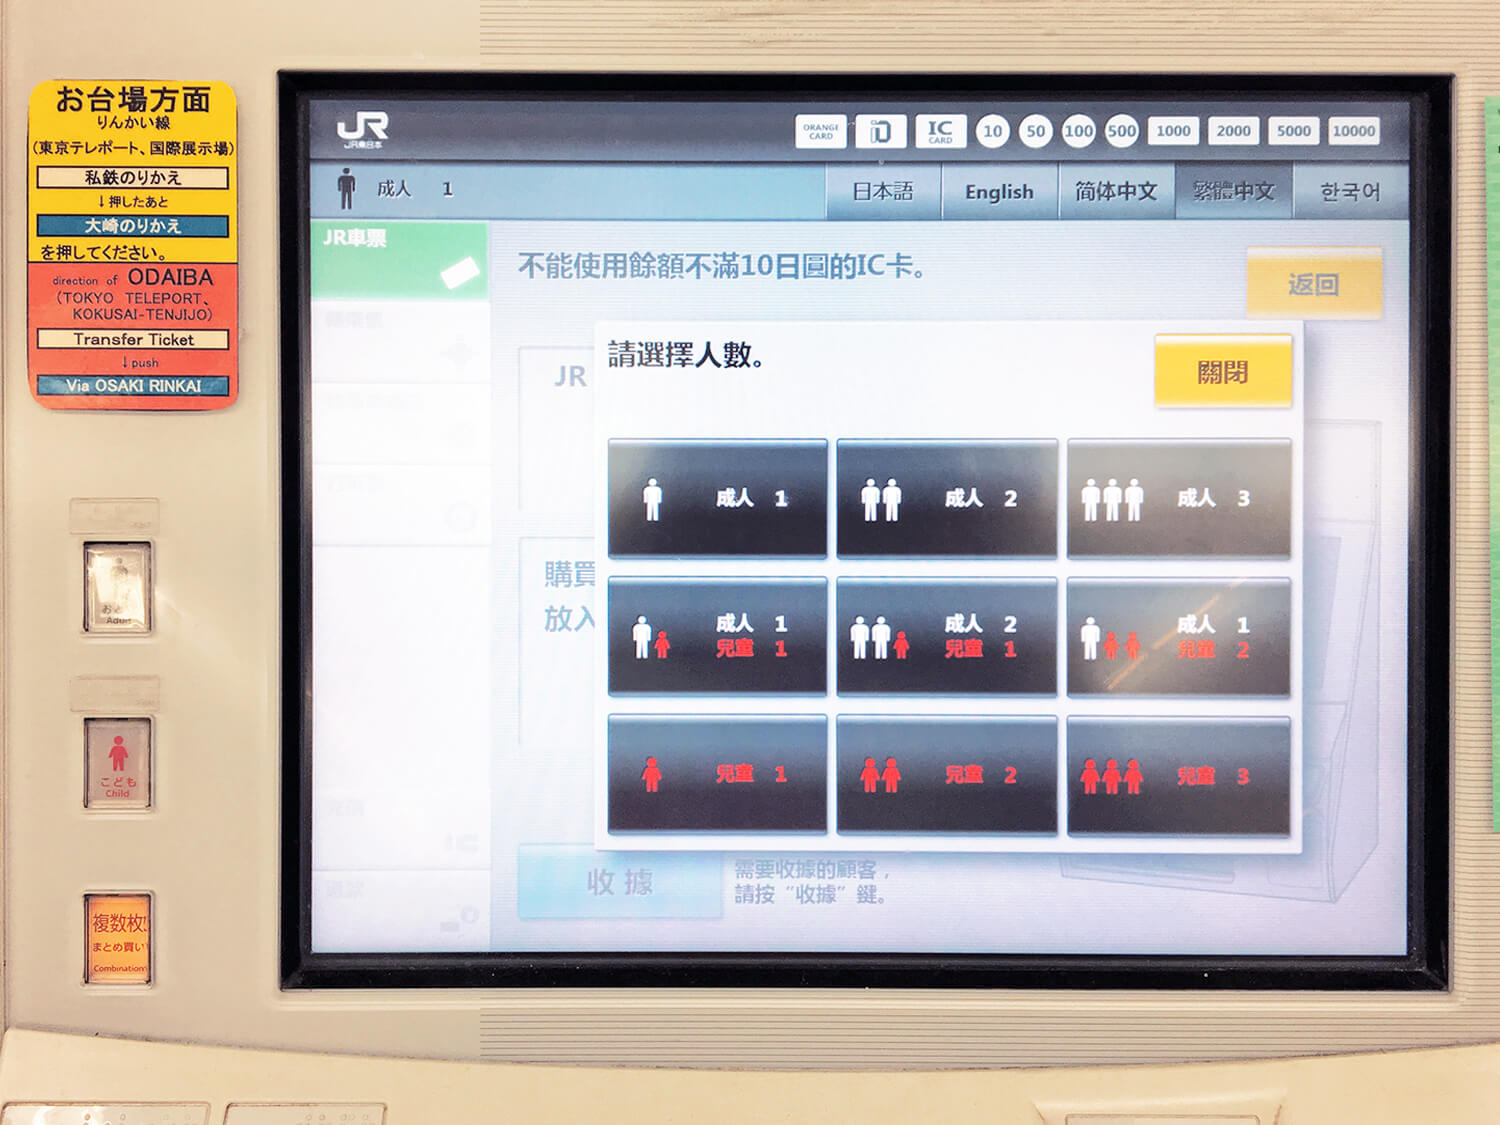 お台場方面
りんかい線
(東京テレポート、国際展示場)
私鉄のりかえ
↓押したあと
大崎のりかえ
を押してください。
direction of ODAIBA
(TOKYO TELEPORT、
KOKUSAI-TENJIJO)
Transfer Ticket
↓push
Via OSAKI RINKAI
おとな
Adult
こども
Child
複数枚
まとめ買い
Combination
JR
JR東日本
ORANGE CARD
iD
IC CARD
10
50
100
500
1000
2000
5000
10000
成人 1
日本語
English
简体中文
繁體中文
한국어
JR車票
不能使用餘額不滿10日圓的IC卡。
返回
JR
請選擇人數。
關閉
成人 1
成人 2
成人 3
成人 1
兒童 1
成人 2
兒童 1
成人 1
兒童 2
兒童 1
兒童 2
兒童 3
購買
放入
收據
需要收據的顧客，
請按“收據”鍵。